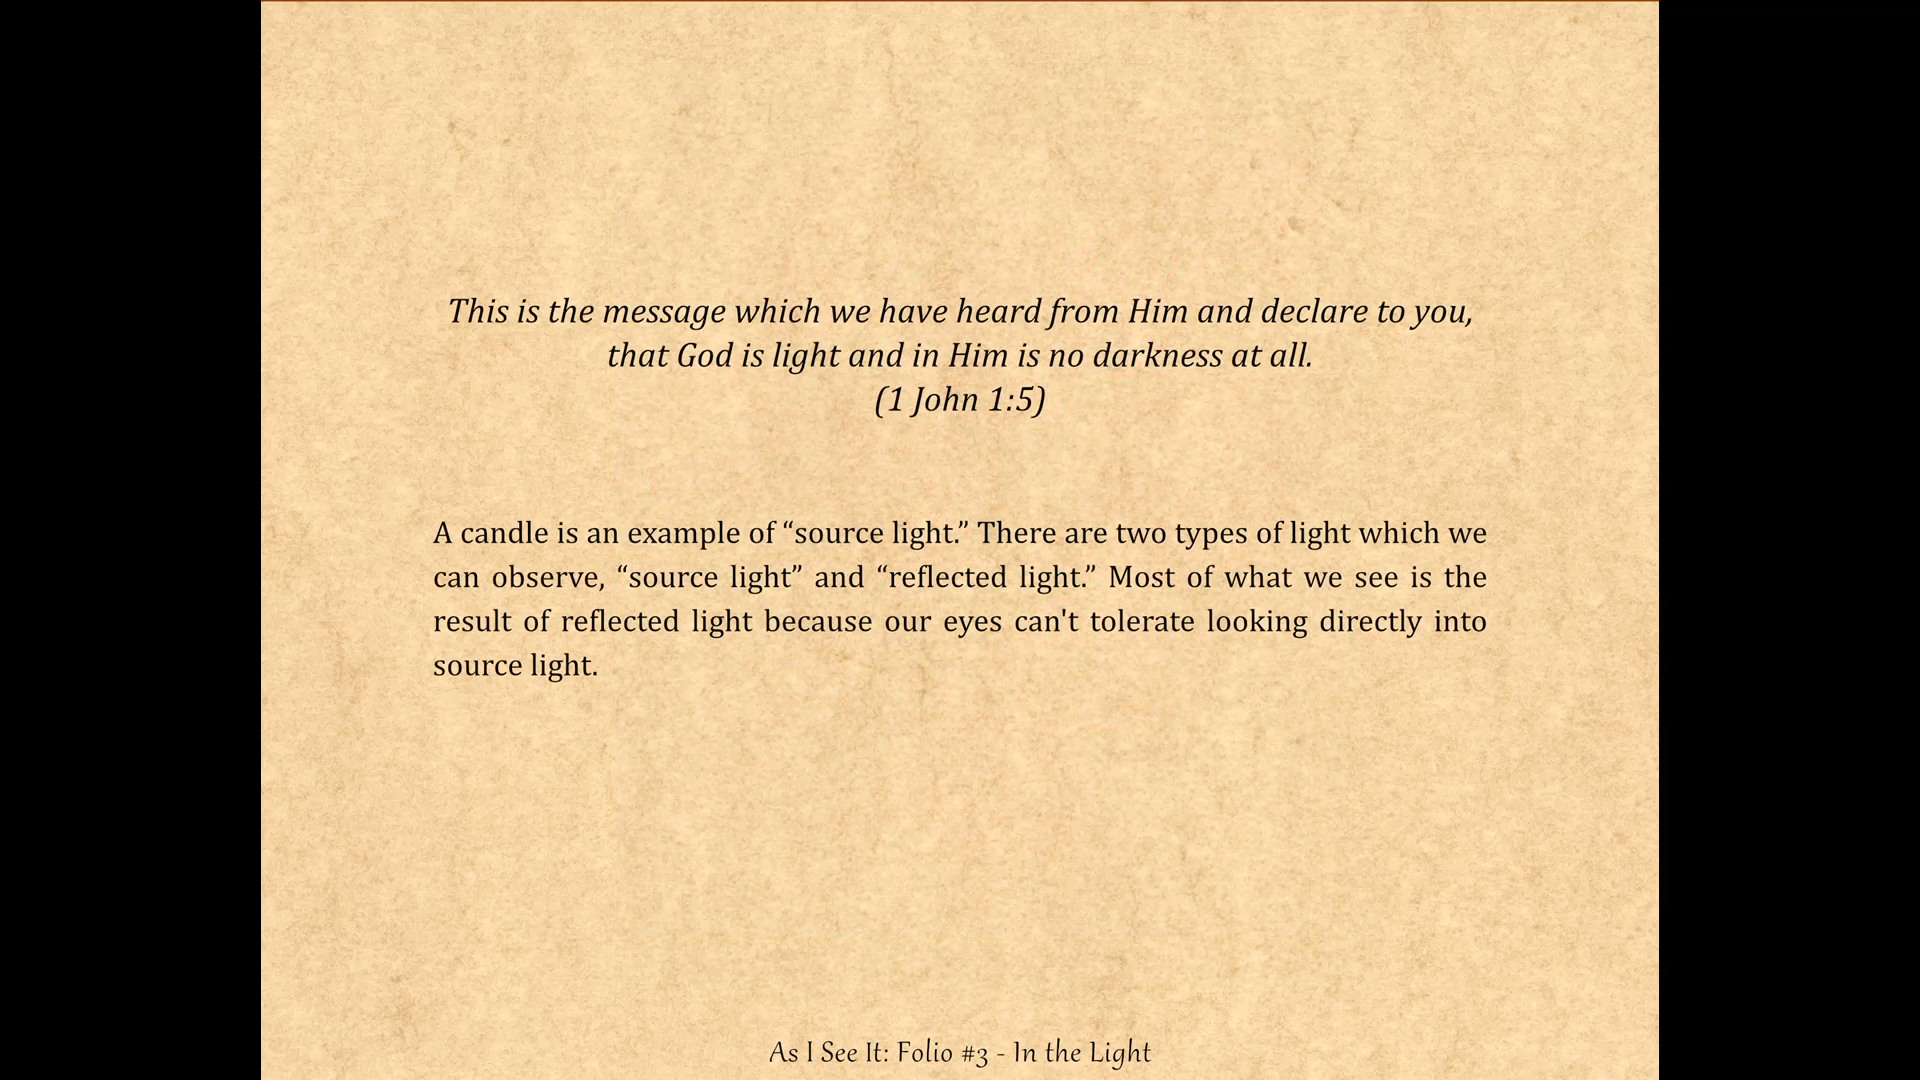 This is the message which we have heard from Him and declare to you,
that God is light and in Him is no darkness at all.
(1 John 1:5)
A candle is an example of “source light.” There are two types of light which we
can observe, “source light” and “reflected light.” Most of what we see is the
result of reflected light because our eyes can't tolerate looking directly into
source light.
As I See It: Folio #3 - In the Light